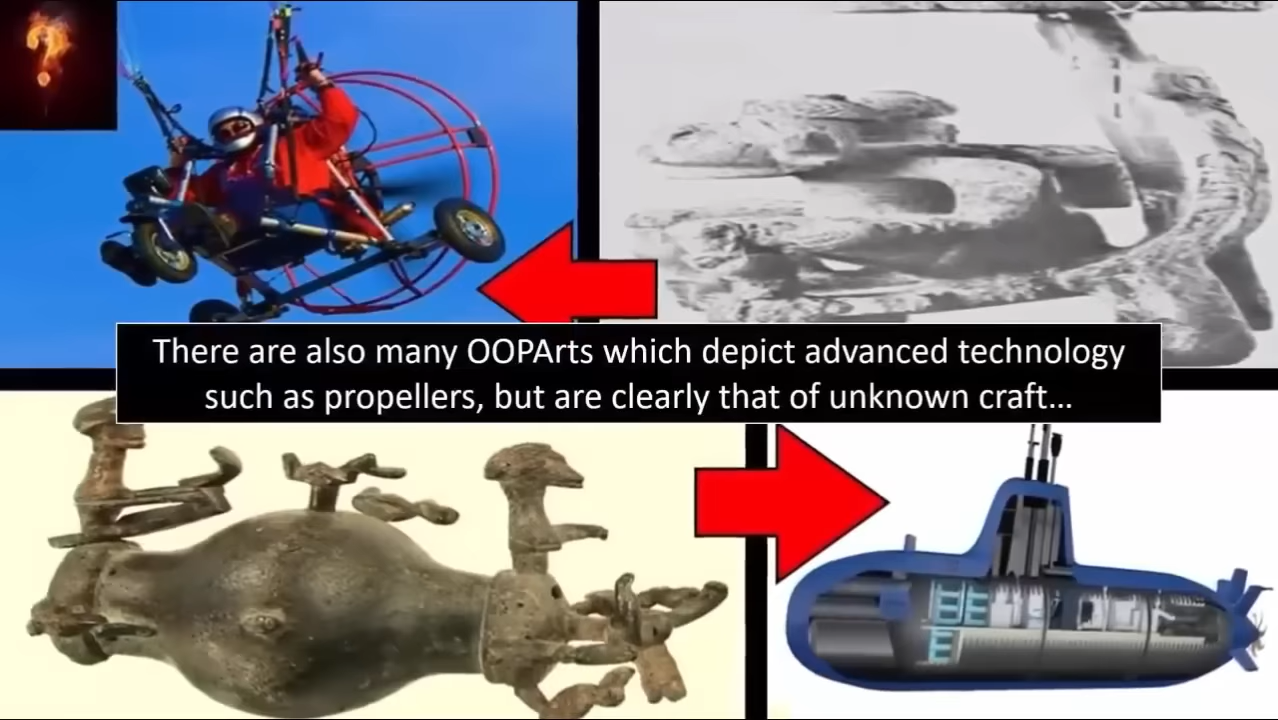 There are also many OOPArts which depict advanced technology
such as propellers, but are clearly that of unknown craft...